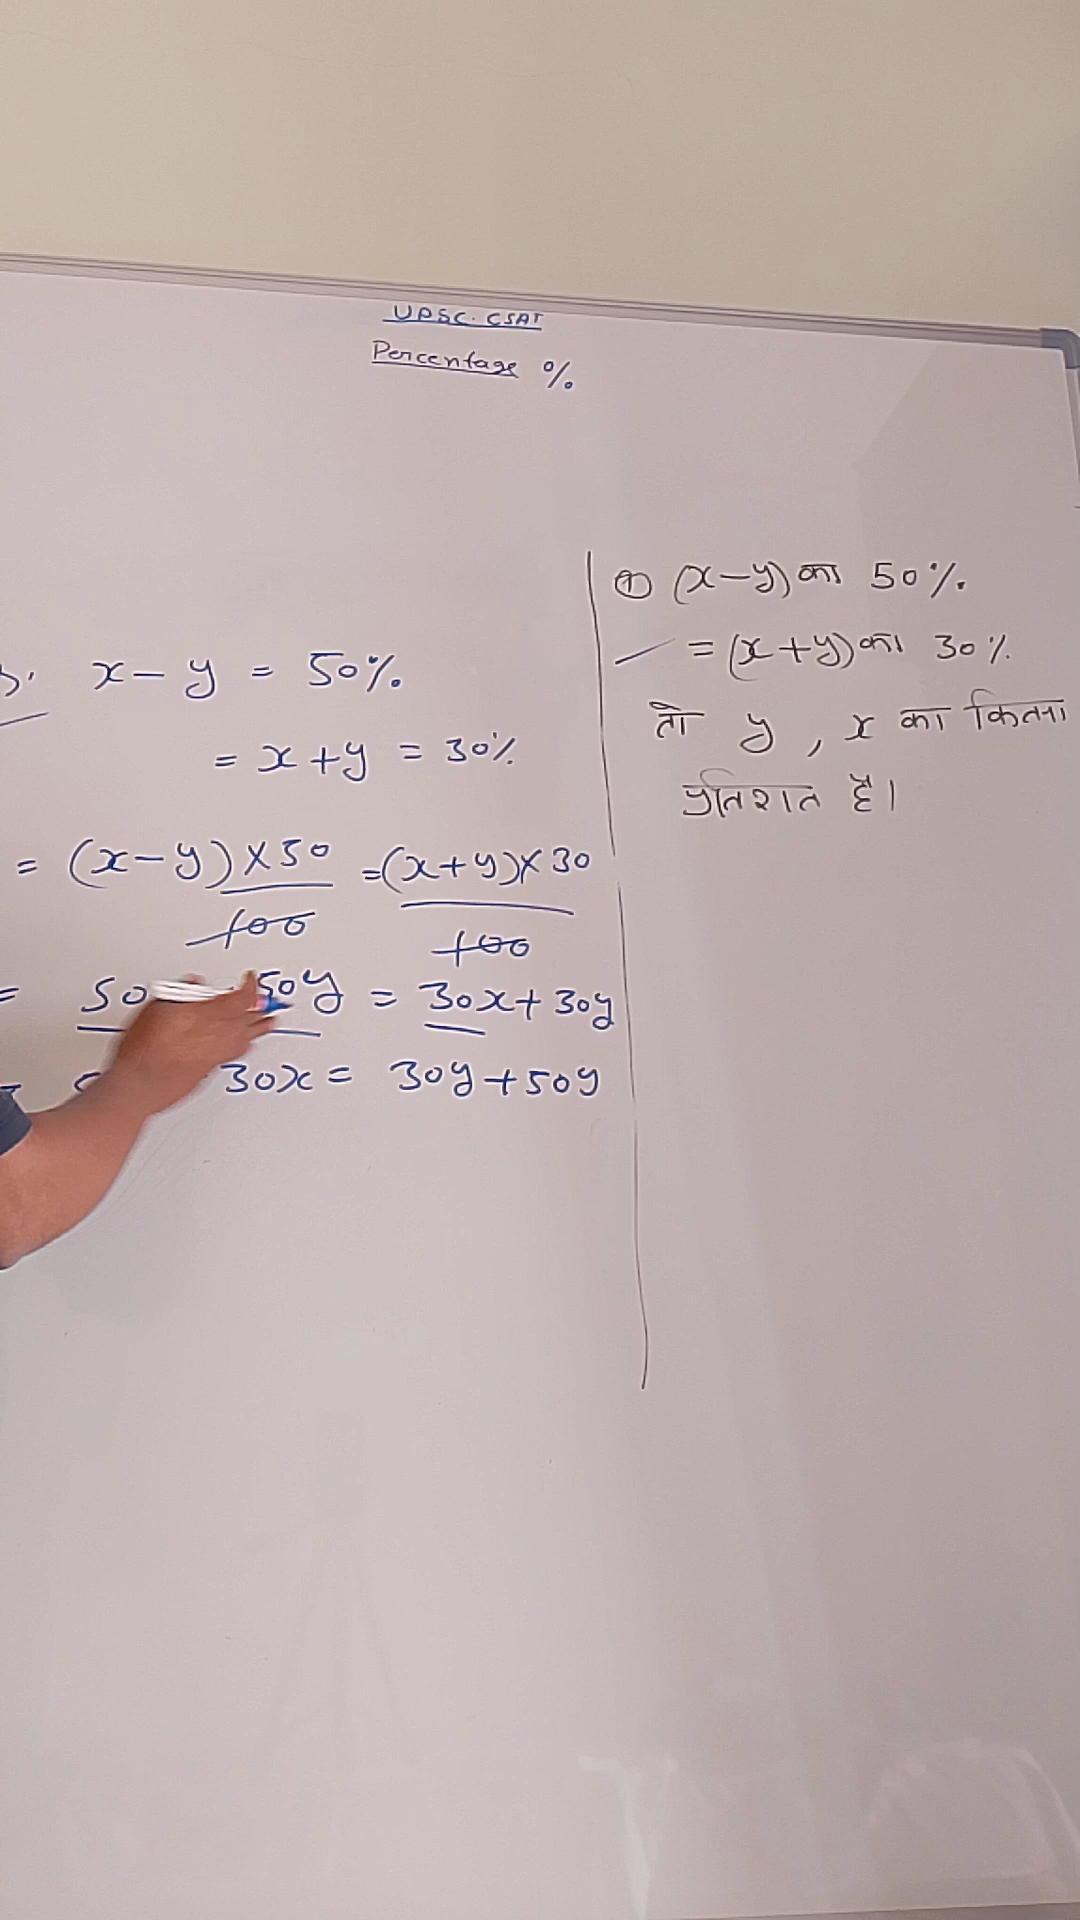 UPSC. CSAT
Percentage %
x - y = 50%.
= x + y = 30%
= (x - y) × 50 = (x + y) × 30
100 100
= 50 50y = 30x + 30y
30x = 30y + 50y
① (x - y) का 50%.
= (x + y) का 30%.
तो y, x का कितना
प्रतिशत है।